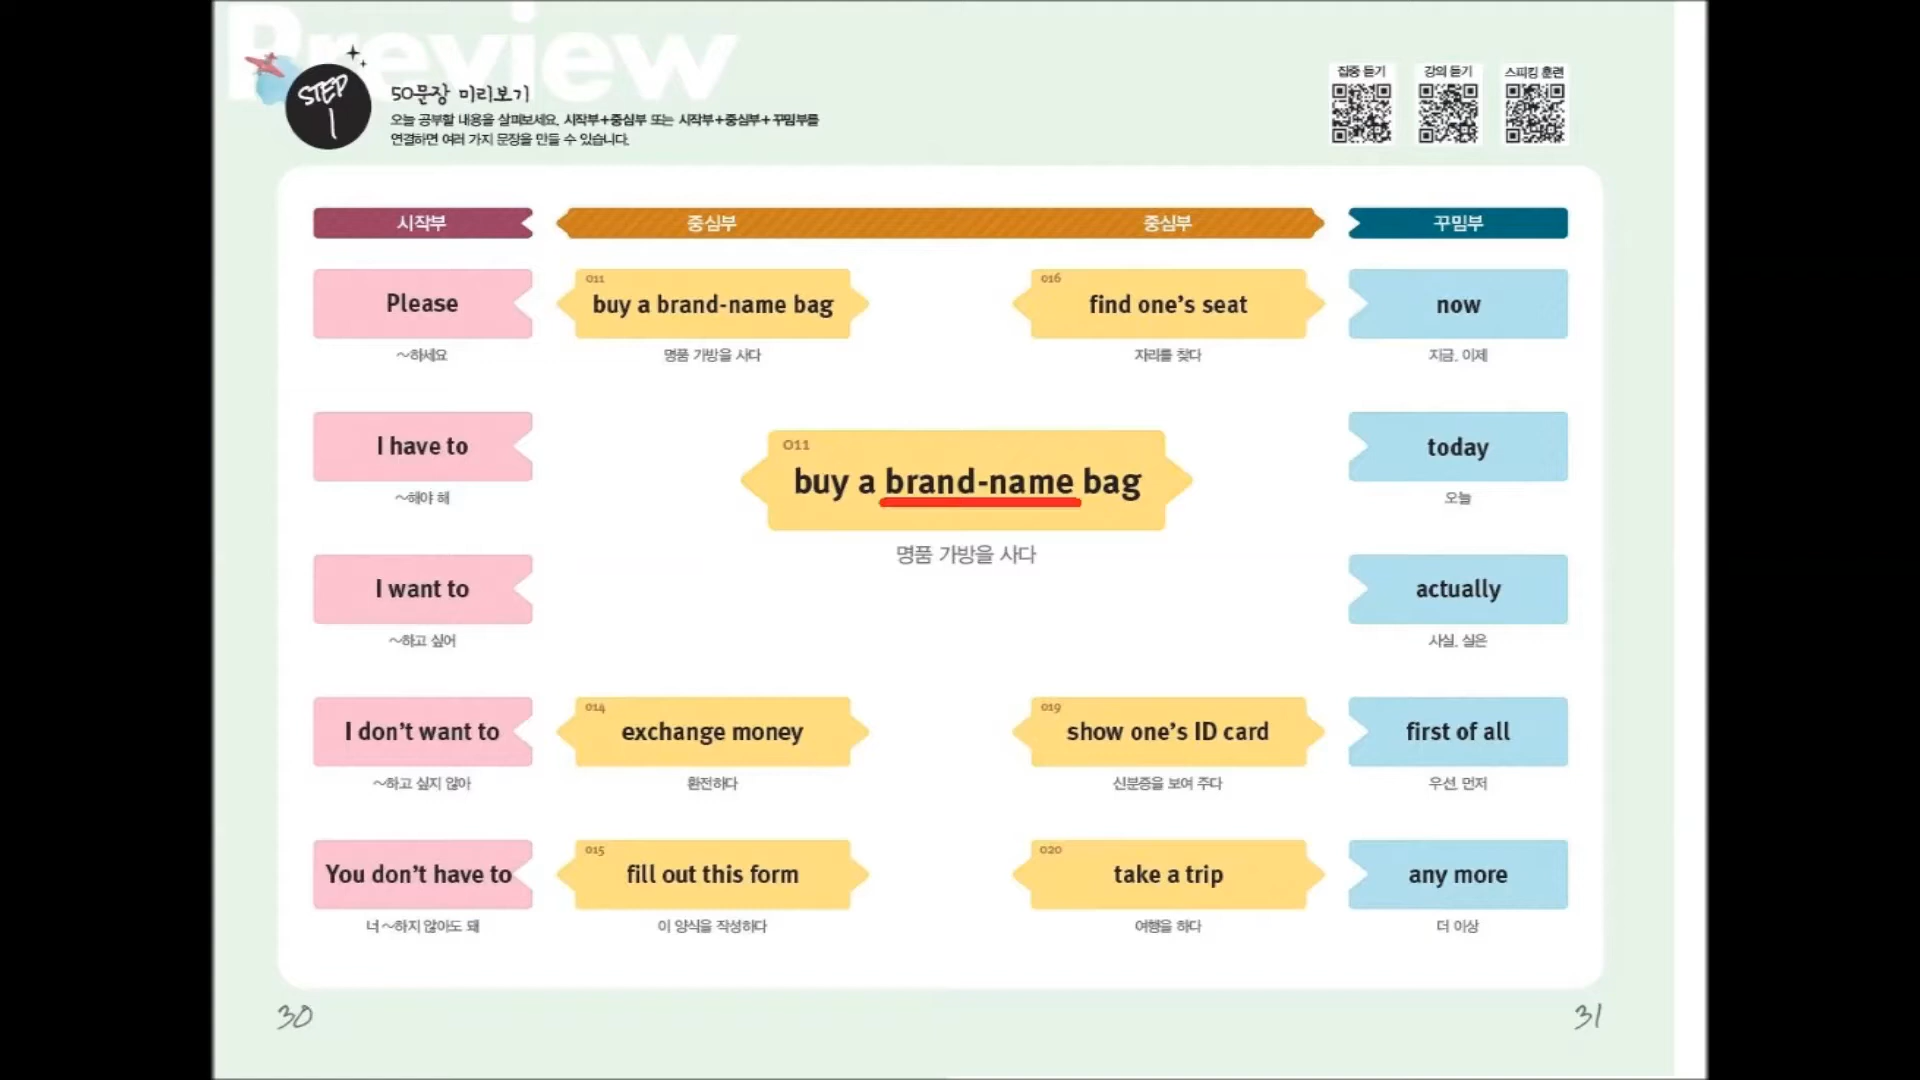 Preview
STEP
1
50문장 미리보기
오늘 공부할 내용을 살펴보세요. 시작부+중심부 또는 시작부+중심부+꾸밈부를
연결하면 여러 가지 문장을 만들 수 있습니다.
집중 듣기
강의 듣기
스피킹 훈련
시작부
중심부
중심부
꾸밈부
Please
~하세요
011
buy a brand-name bag
명품 가방을 사다
016
find one's seat
자리를 찾다
now
지금, 이제
I have to
~해야 해
011
buy a brand-name bag
명품 가방을 사다
today
오늘
I want to
~하고 싶어
actually
사실, 실은
I don't want to
~하고 싶지 않아
014
exchange money
환전하다
019
show one's ID card
신분증을 보여 주다
first of all
우선, 먼저
You don't have to
너 ~하지 않아도 돼
015
fill out this form
이 양식을 작성하다
020
take a trip
여행을 하다
any more
더 이상
30
31